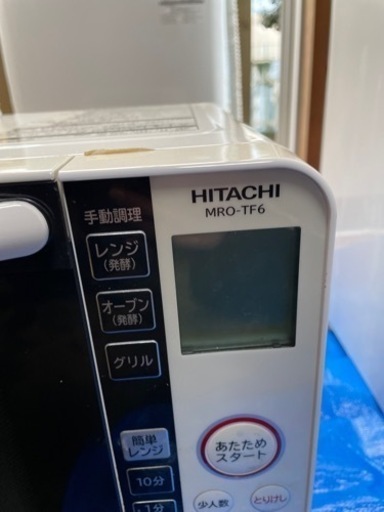 HITACHI
MRO-TF6
手動調理
レンジ
(発酵)
オーブン
(発酵)
グリル
簡単
レンジ
10分
1分
あたため
スタート
少人数
とりけし